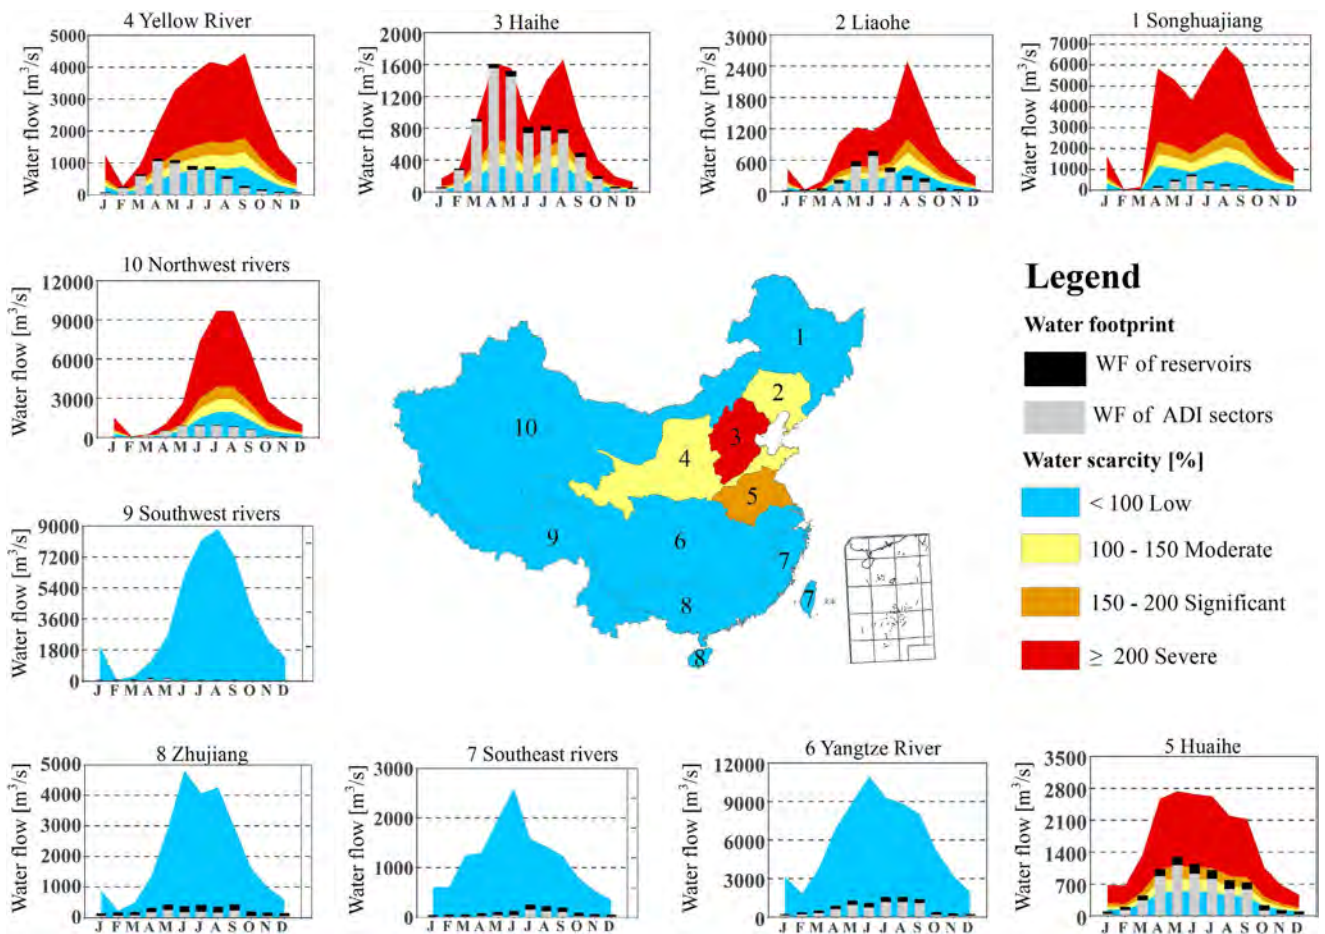 4 Yellow River
Water flow [m³/s]
5000
4000
3000
2000
1000
0
J F M A M J J A S O N D
3 Haihe
Water flow [m³/s]
2000
1600
1200
800
400
0
J F M A M J J A S O N D
2 Liaohe
Water flow [m³/s]
3000
2400
1800
1200
600
0
J F M A M J J A S O N D
1 Songhuajiang
Water flow [m³/s]
7000
6000
5000
4000
3000
2000
1000
0
J F M A M J J A S O N D
10 Northwest rivers
Water flow [m³/s]
12000
9000
6000
3000
0
J F M A M J J A S O N D
9 Southwest rivers
Water flow [m³/s]
9000
7200
5400
3600
1800
0
J F M A M J J A S O N D
1
2
3
4
5
6
7
7
8
8
9
10
Legend
Water footprint
WF of reservoirs
WF of ADI sectors
Water scarcity [%]
< 100 Low
100 - 150 Moderate
150 - 200 Significant
≥ 200 Severe
8 Zhujiang
Water flow [m³/s]
5000
4000
3000
2000
1000
0
J F M A M J J A S O N D
7 Southeast rivers
Water flow [m³/s]
3000
2000
1000
0
J F M A M J J A S O N D
6 Yangtze River
Water flow [m³/s]
12000
9000
6000
3000
0
J F M A M J J A S O N D
5 Huaihe
Water flow [m³/s]
3500
2800
2100
1400
700
0
J F M A M J J A S O N D